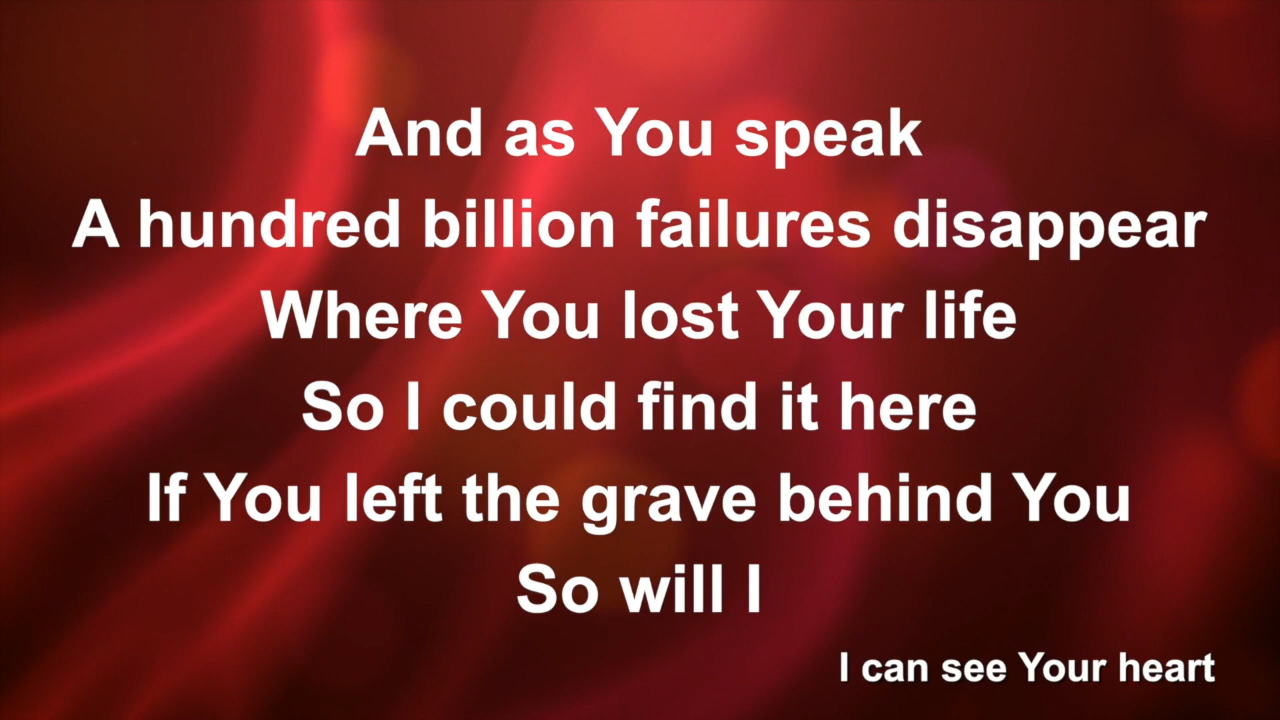 And as You speak
A hundred billion failures disappear
Where You lost Your life
So I could find it here
If You left the grave behind You
So will I
I can see Your heart